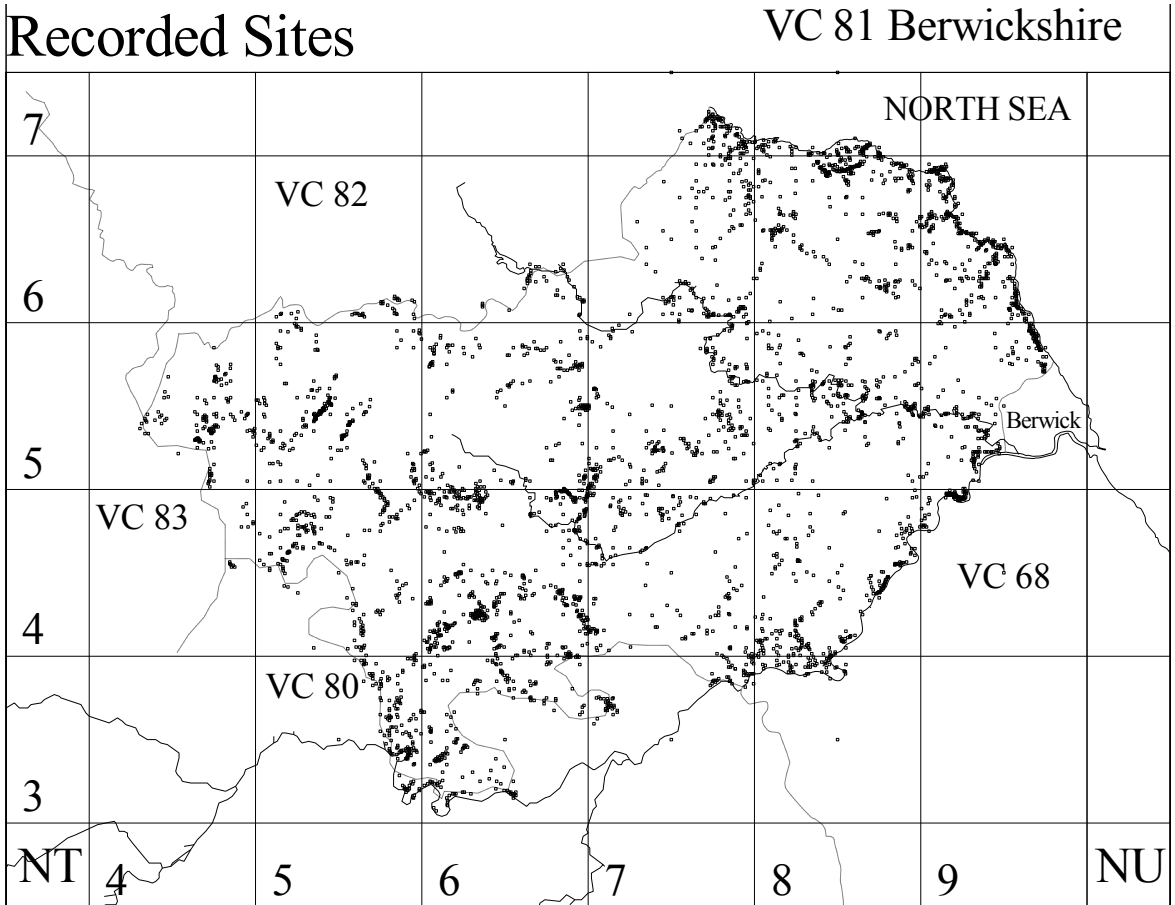 Recorded Sites
VC 81 Berwickshire
7
NORTH SEA
VC 82
6
Berwick
5
VC 83
VC 68
4
VC 80
3
NT
4
5
6
7
8
9
NU